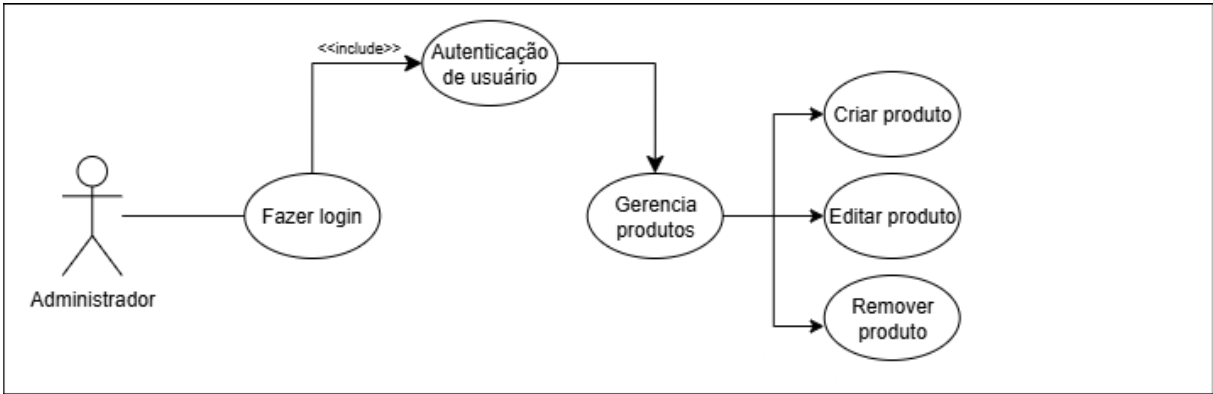 <<include>>
Autenticação
de usuário
Criar produto
Fazer login
Gerencia
produtos
Editar produto
Administrador
Remover
produto